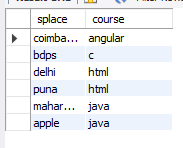 splace course
coimba... angular
bdps c
delhi html
puna html
mahar... java
apple java